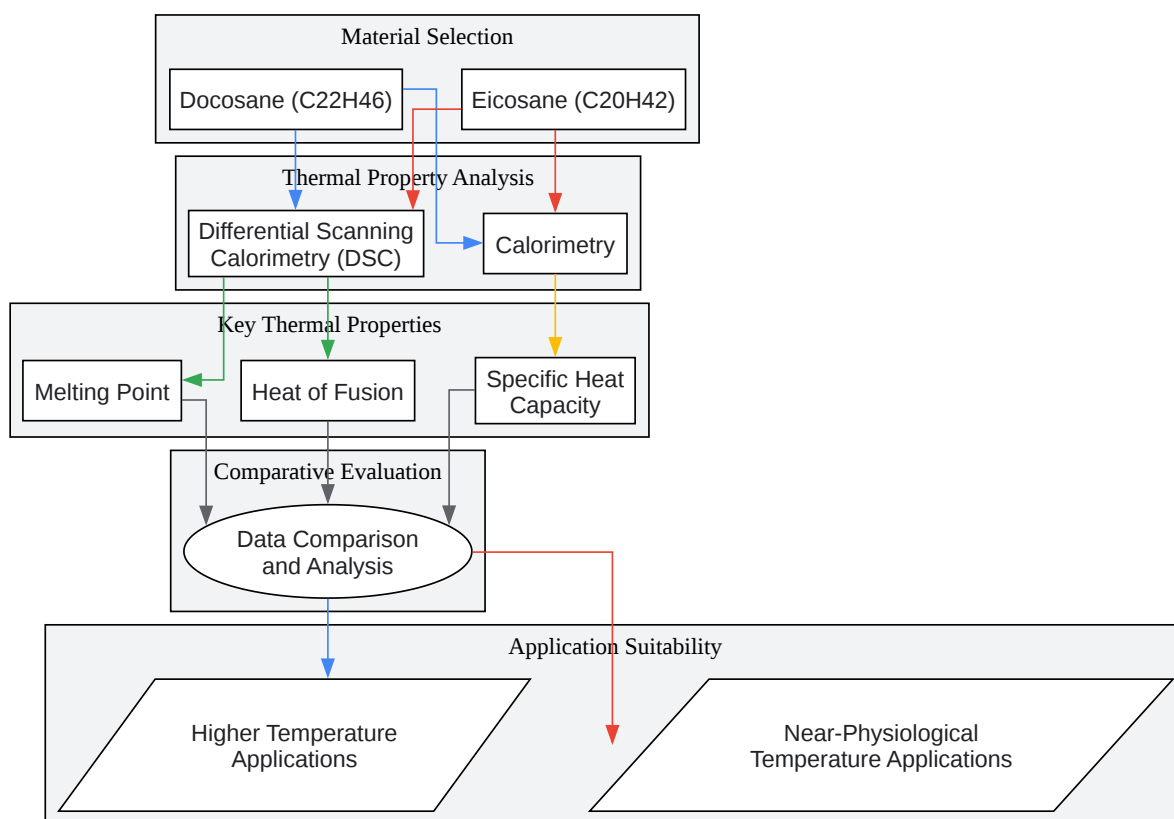 Material Selection
Docosane (C22H46)
Eicosane (C20H42)
Thermal Property Analysis
Differential Scanning
Calorimetry (DSC)
Calorimetry
Key Thermal Properties
Melting Point
Heat of Fusion
Specific Heat
Capacity
Comparative Evaluation
Data Comparison
and Analysis
Application Suitability
Higher Temperature
Applications
Near-Physiological
Temperature Applications